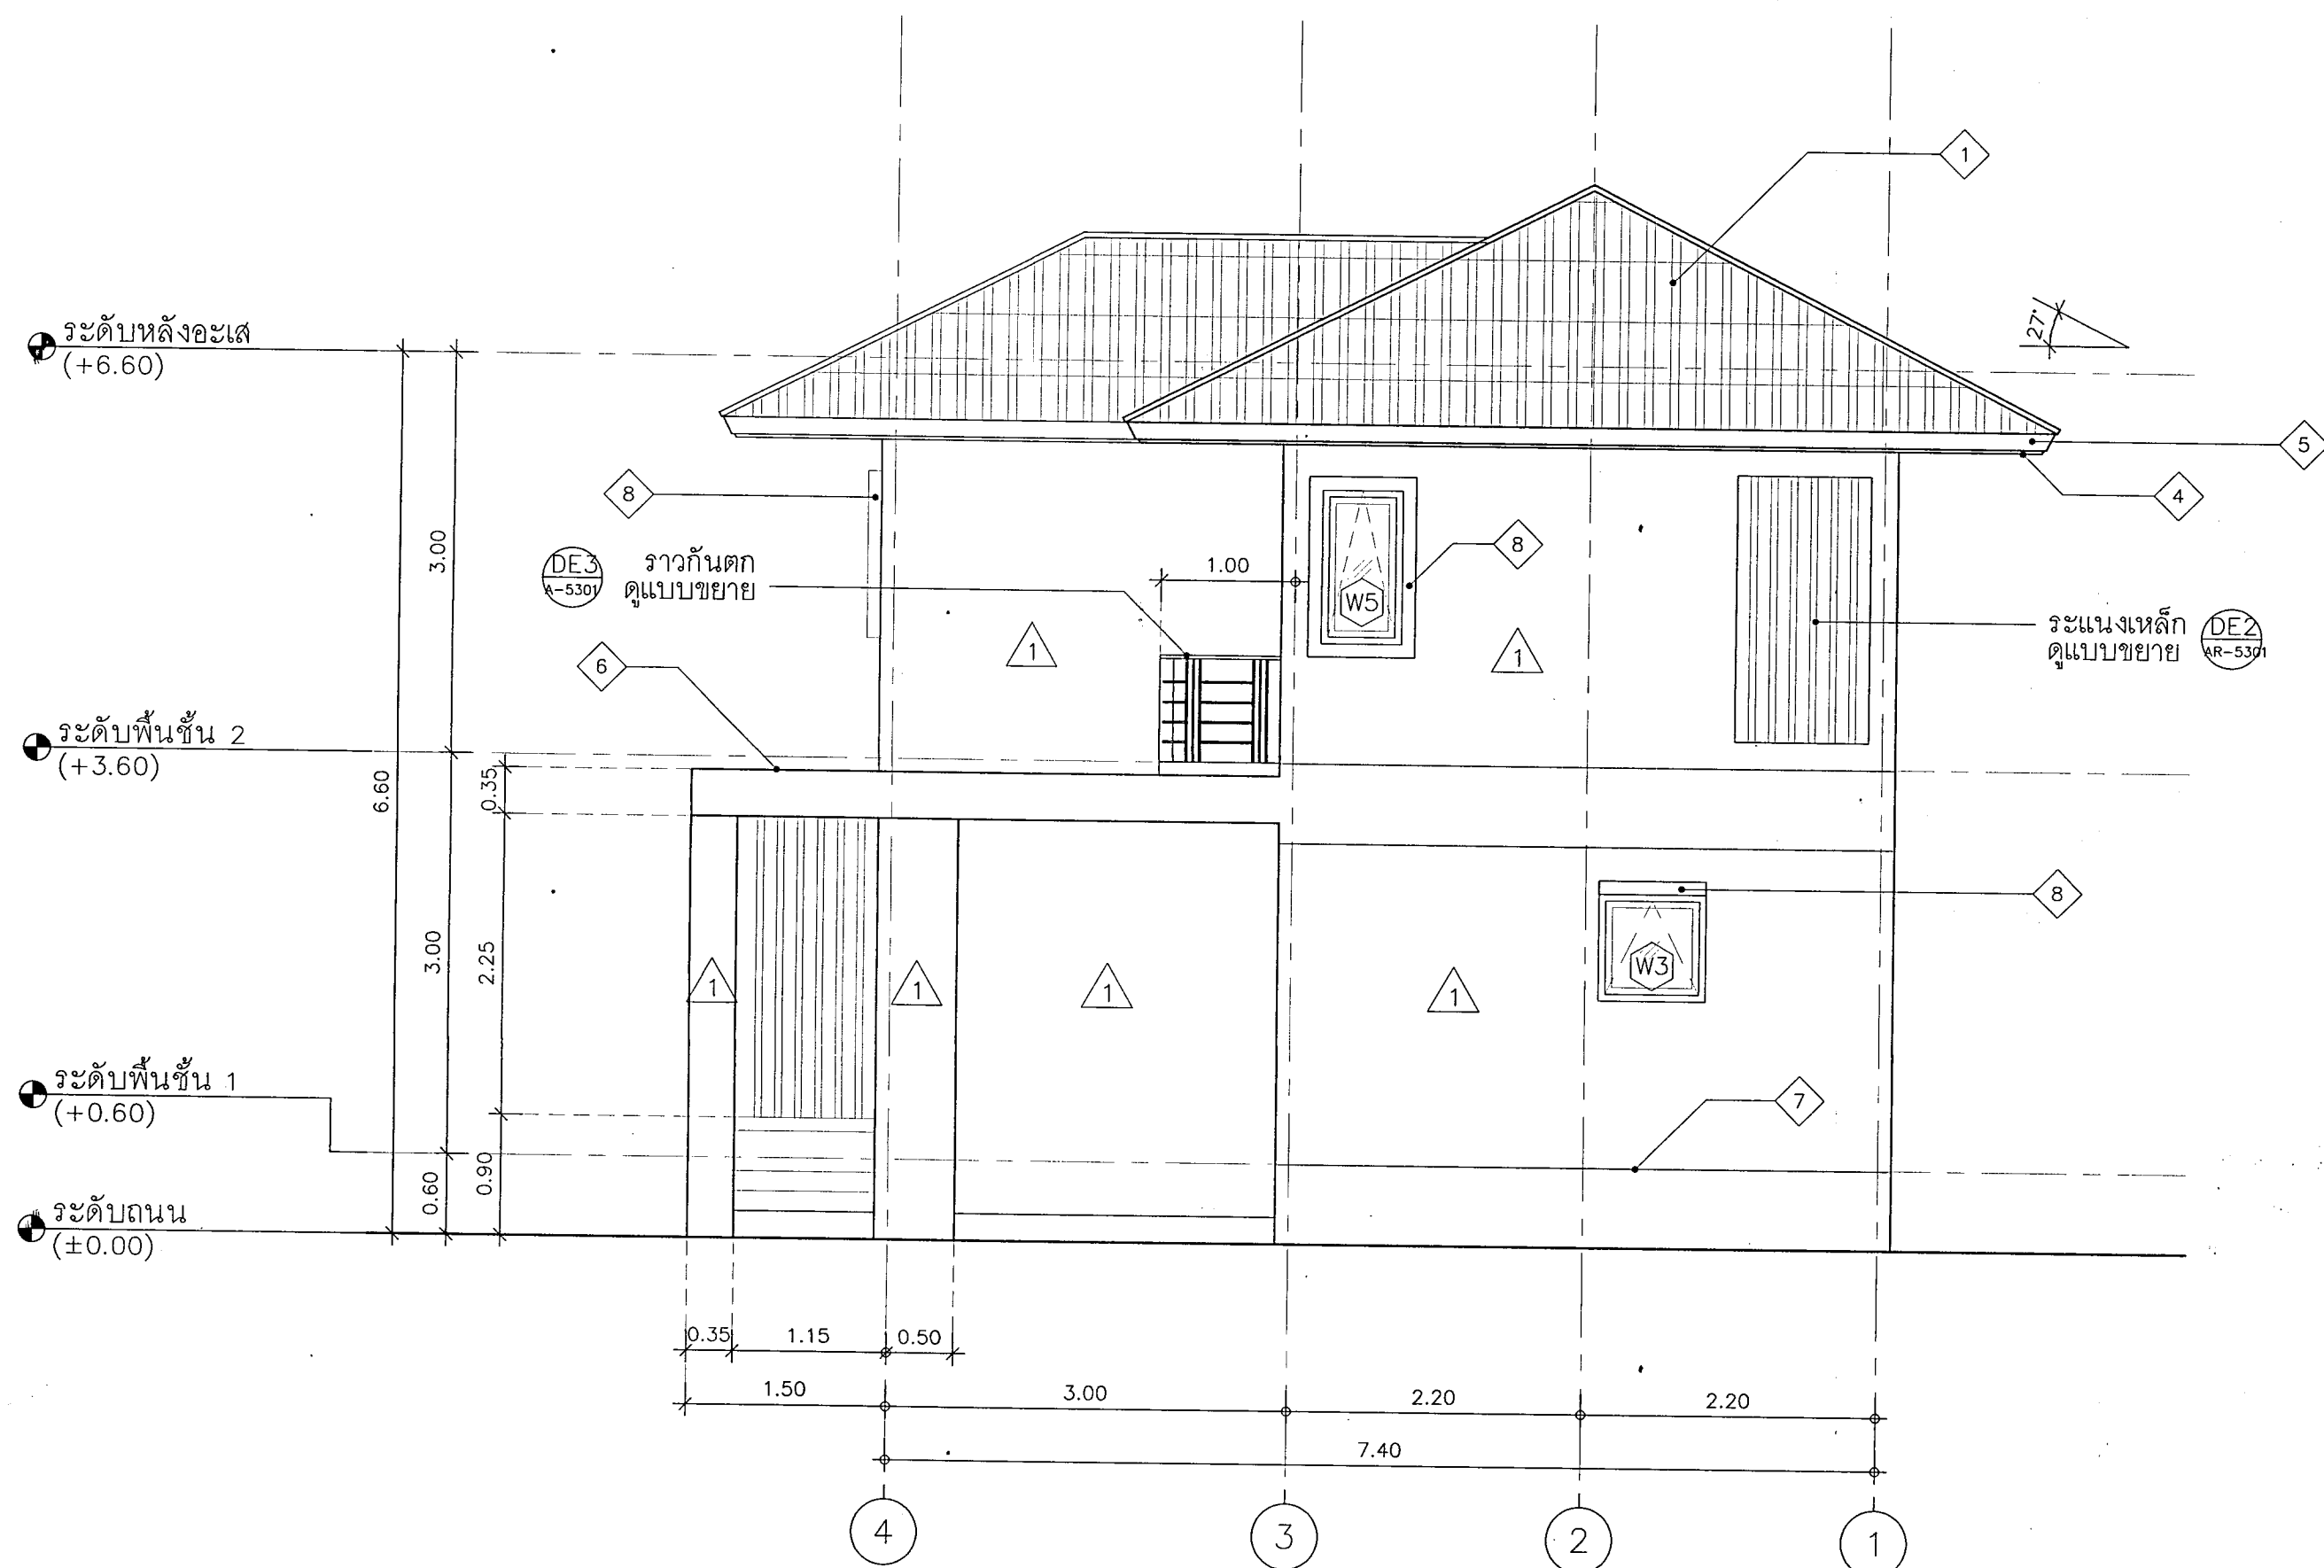 1
ระดับหลังอะเส
(+6.60)
27°
5
4
8
8
3.00
1.00
DE3
A-5301
ราวกันตก
ดูแบบขยาย
W5
ระแนงเหล็ก
ดูแบบขยาย
DE2
AR-5301
1
1
6
ระดับพื้นชั้น 2
(+3.60)
6.60
0.35
8
3.00
2.25
W3
1
1
1
1
ระดับพื้นชั้น 1
(+0.60)
7
0.60
0.90
ระดับถนน
(±0.00)
0.35
1.15
0.50
1.50
3.00
2.20
2.20
7.40
4
3
2
1